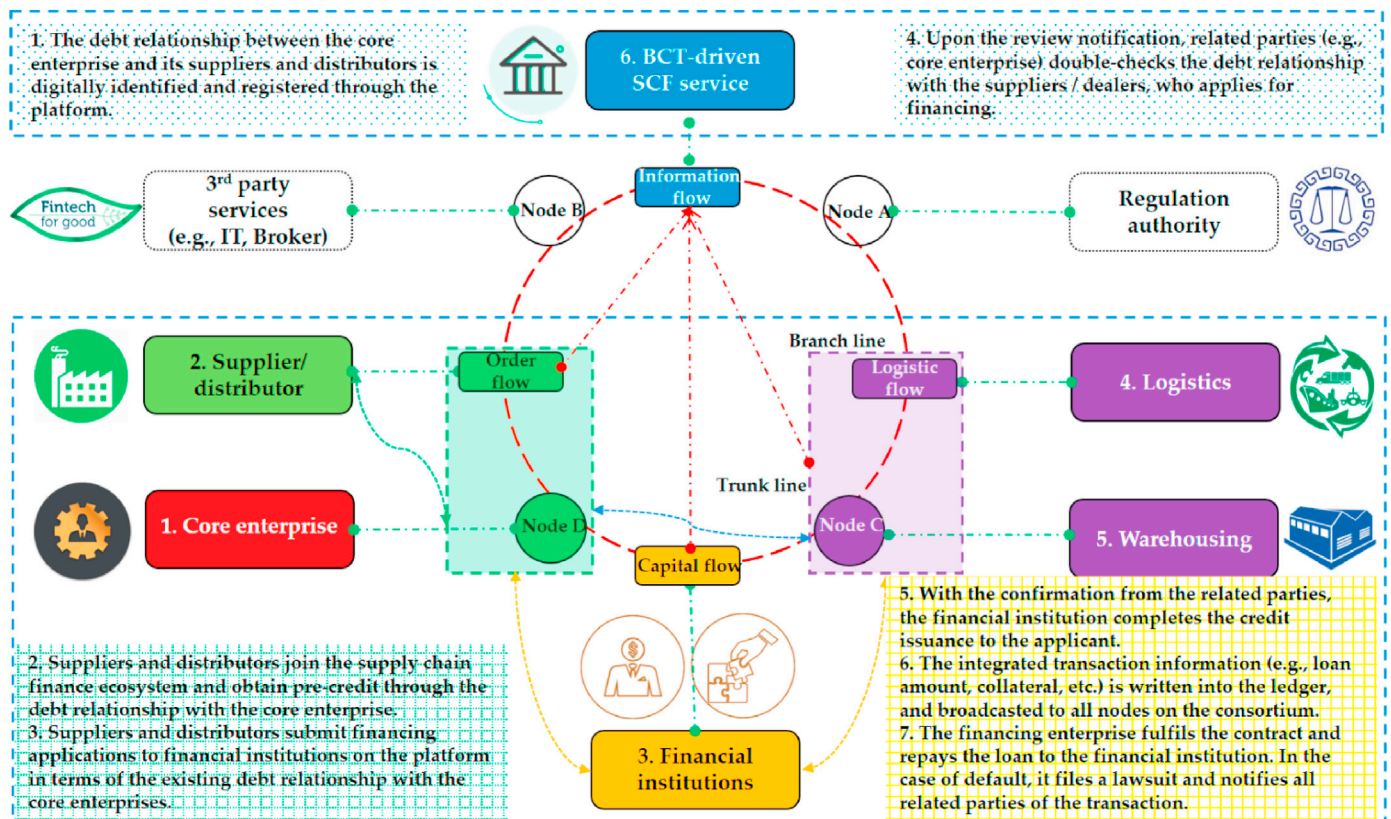 1. The debt relationship between the core
enterprise and its suppliers and distributors is
digitally identified and registered through the
platform.
6. BCT-driven
SCF service
4. Upon the review notification, related parties (e.g.,
core enterprise) double-checks the debt relationship
with the suppliers / dealers, who applies for
financing.
Fintech
for good
3rd party
services
(e.g., IT, Broker)
Node B
Information
flow
Node A
Regulation
authority
2. Supplier/
distributor
Order
flow
Branch line
Logistic
flow
4. Logistics
1. Core enterprise
Node D
Trunk line
Node C
5. Warehousing
Capital flow
$
2. Suppliers and distributors join the supply chain
finance ecosystem and obtain pre-credit through the
debt relationship with the core enterprise.
3. Suppliers and distributors submit financing
applications to financial institutions on the platform
in terms of the existing debt relationship with the
core enterprises.
3. Financial
institutions
5. With the confirmation from the related parties,
the financial institution completes the credit
issuance to the applicant.
6. The integrated transaction information (e.g., loan
amount, collateral, etc.) is written into the ledger,
and broadcasted to all nodes on the consortium.
7. The financing enterprise fulfils the contract and
repays the loan to the financial institution. In the
case of default, it files a lawsuit and notifies all
related parties of the transaction.